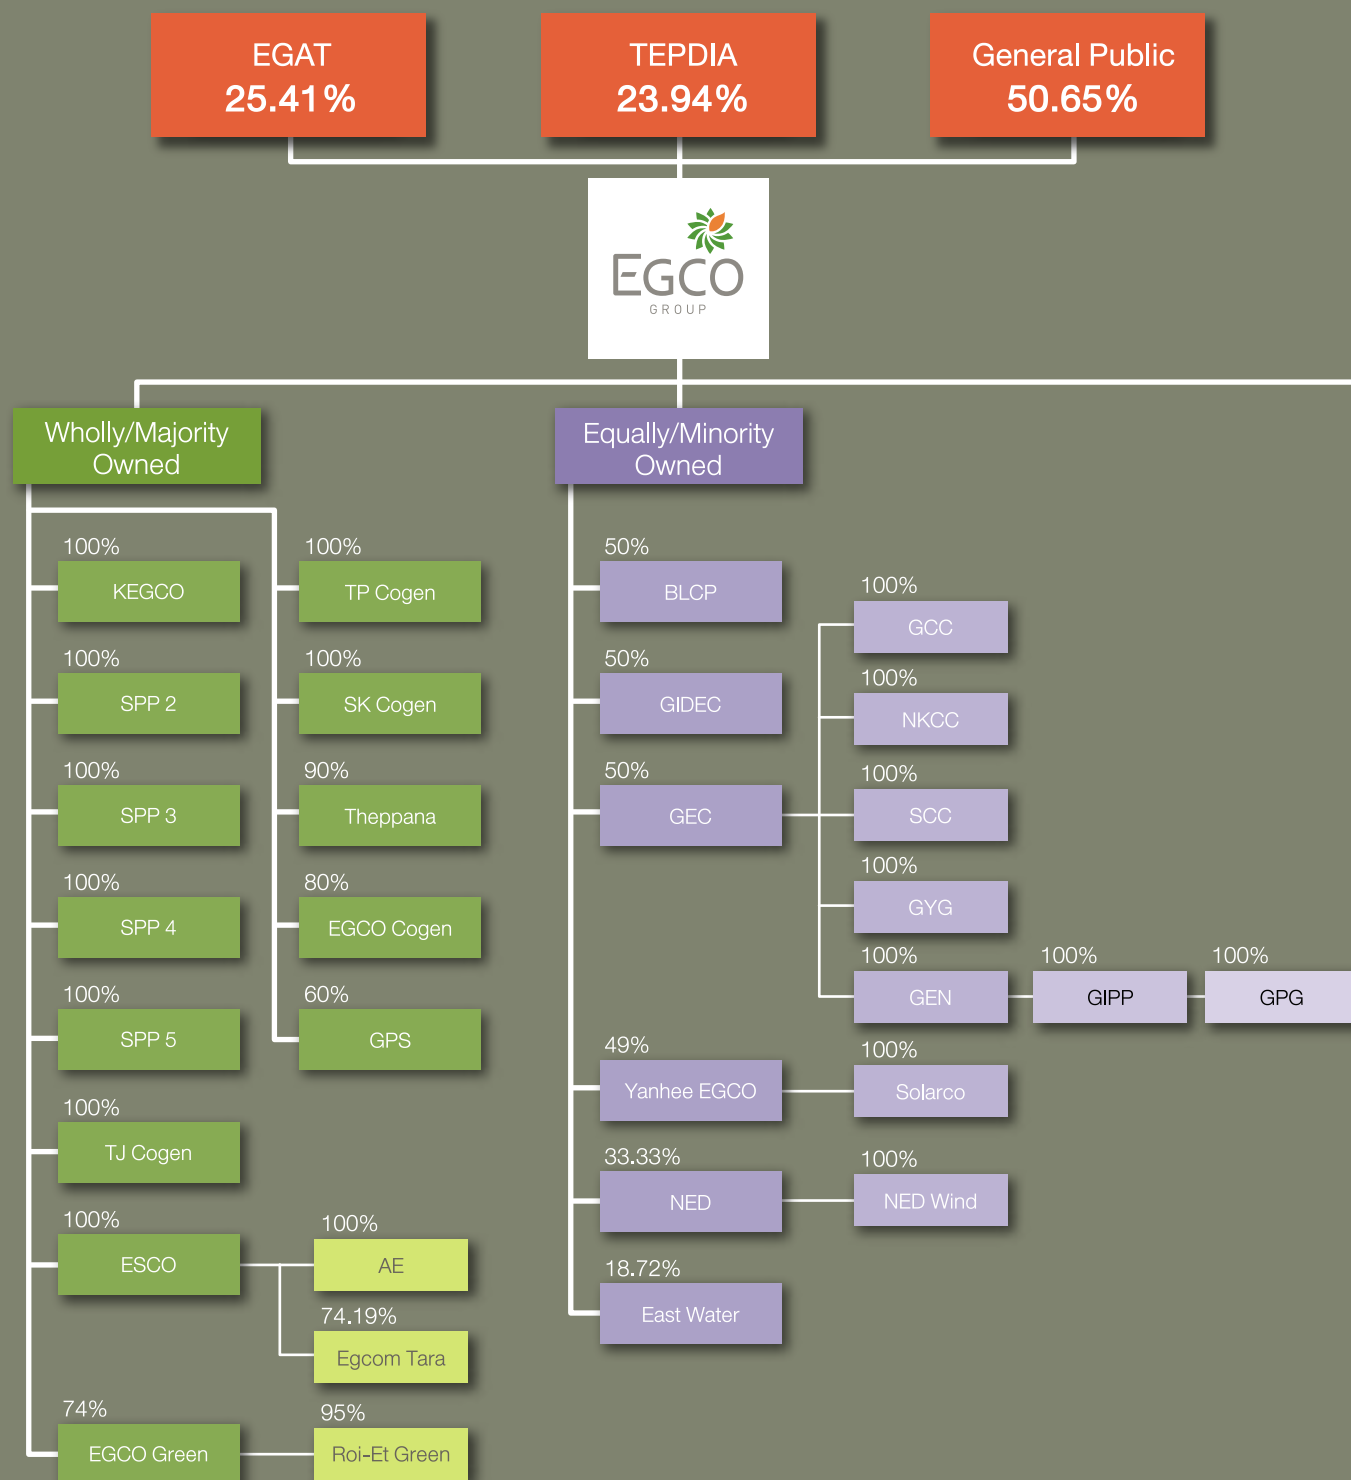 EGAT
25.41%
TEPDIA
23.94%
General Public
50.65%
EGCO
GROUP
Wholly/Majority
Owned
100%
KEGCO
100%
SPP 2
100%
SPP 3
100%
SPP 4
100%
SPP 5
100%
TJ Cogen
100%
ESCO
100%
AE
74.19%
Egcom Tara
74%
EGCO Green
95%
Roi-Et Green
100%
TP Cogen
100%
SK Cogen
90%
Theppana
80%
EGCO Cogen
60%
GPS
Equally/Minority
Owned
50%
BLCP
50%
GIDEC
50%
GEC
100%
GCC
100%
NKCC
100%
SCC
100%
GYG
100%
GEN
100%
GIPP
100%
GPG
49%
Yanhee EGCO
100%
Solarco
33.33%
NED
100%
NED Wind
18.72%
East Water